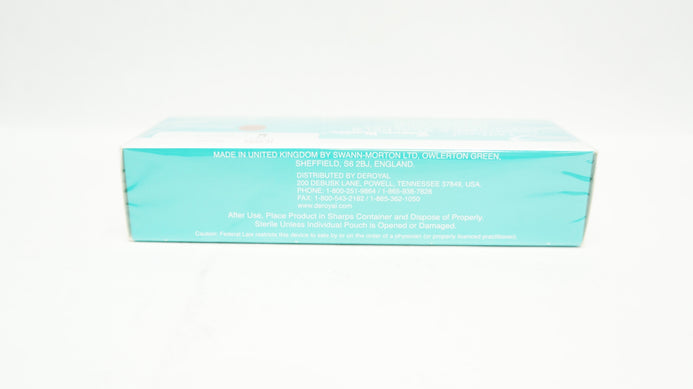 MADE IN UNITED KINGDOM BY SWANN-MORTON LTD, OWLERTON GREEN,
SHEFFIELD, S6 2BJ, ENGLAND.
DISTRIBUTED BY DEROYAL
200 DEBUSK LANE, POWELL, TENNESSEE 37849, USA.
PHONE: 1-800-251-9864 / 1-865-938-7828
FAX: 1-800-543-2182 / 1-865-362-1050
www.deroyal.com
After Use, Place Product in Sharps Container and Dispose of Properly.
Sterile Unless Individual Pouch is Opened or Damaged.
Caution: Federal Law restricts this device to sale by or on the order of a physician (or properly licenced practitioner).